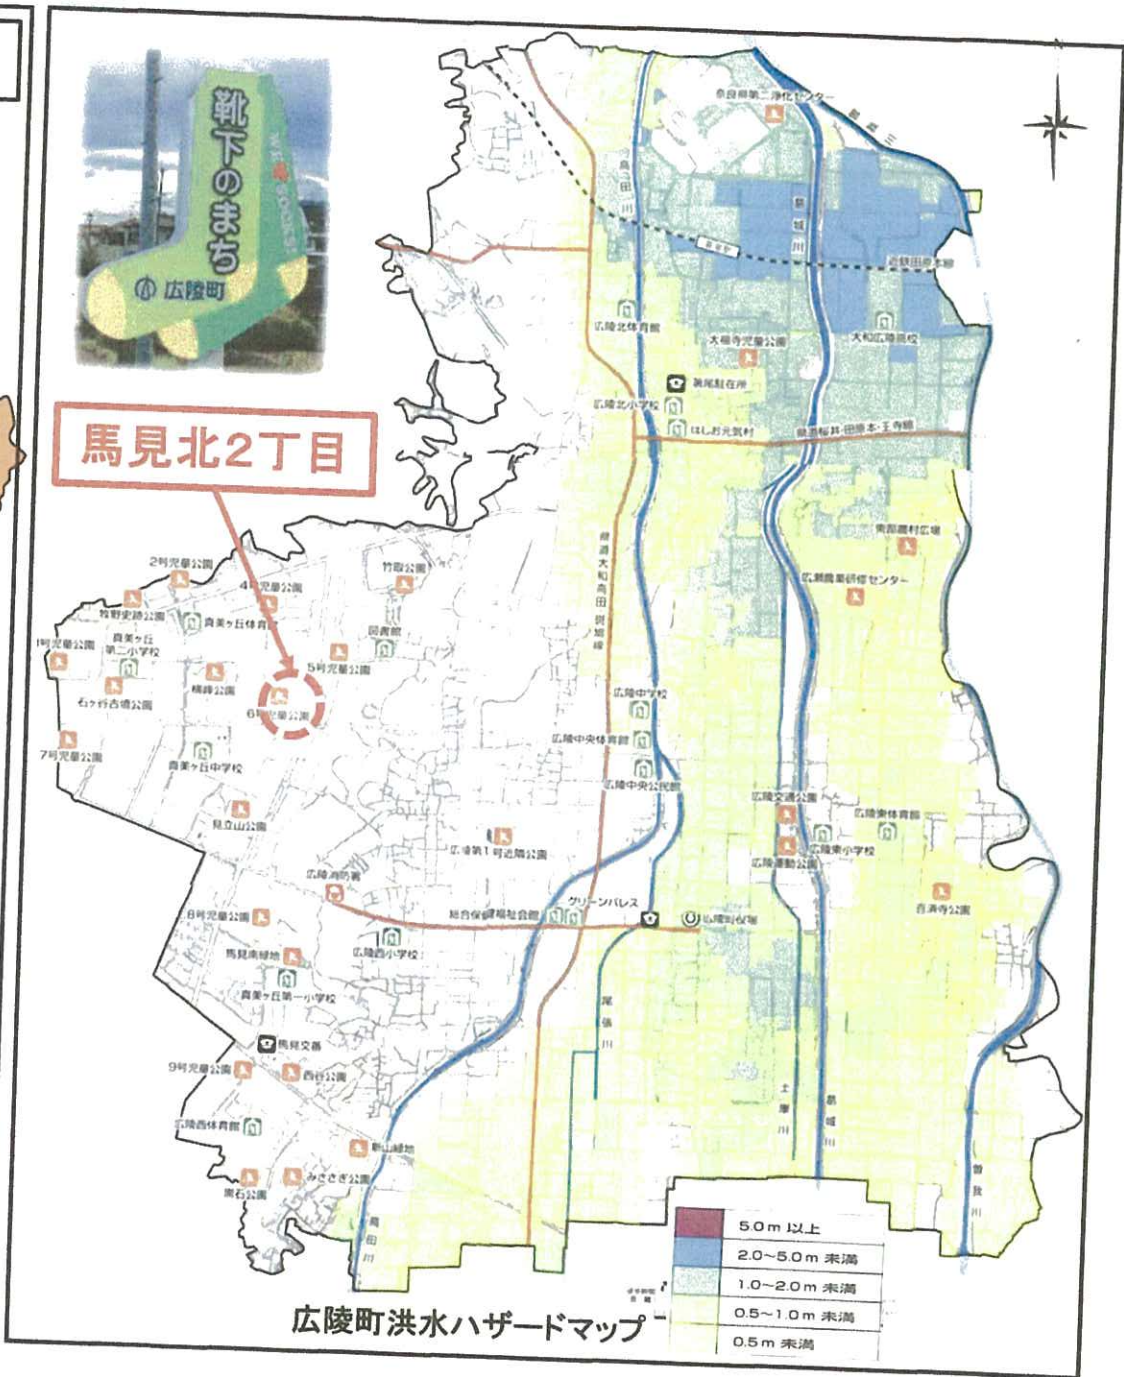 靴下のまち
広陵町
馬見北2丁目
奈良県第二浄化センター
曽我川
高田川
葛城川
近鉄田原本線
広陵北体育館
大和広陵高校
箸尾駐在所
広陵北小学校
はしお元気村
県道桜井・田原本・王寺線
東部農村広場
広瀬農業研修センター
2号児童公園
竹取公園
4号児童公園
牧野史跡公園
真美ヶ丘体育館
図書館
1号児童公園
真美ヶ丘
第二小学校
5号児童公園
横峰公園
石ヶ谷古墳公園
6号児童公園
7号児童公園
真美ヶ丘中学校
広陵中学校
広陵中央体育館
広陵中央公民館
見立山公園
広陵第1号近隣公園
広陵交通公園
広陵東体育館
広陵東小学校
広陵運動公園
広陵消防署
百済寺公園
8号児童公園
総合保健福祉会館
グリーンパレス
広陵町役場
馬見南緑地
広陵西小学校
真美ヶ丘第一小学校
尾張川
馬見交番
9号児童公園
西谷公園
土庫川
葛城川
広陵西体育館
新山緑地
みささぎ公園
曽我川
高田川
5.0m 以上
2.0~5.0m 未満
1.0~2.0m 未満
0.5~1.0m 未満
0.5m 未満
広陵町洪水ハザードマップ